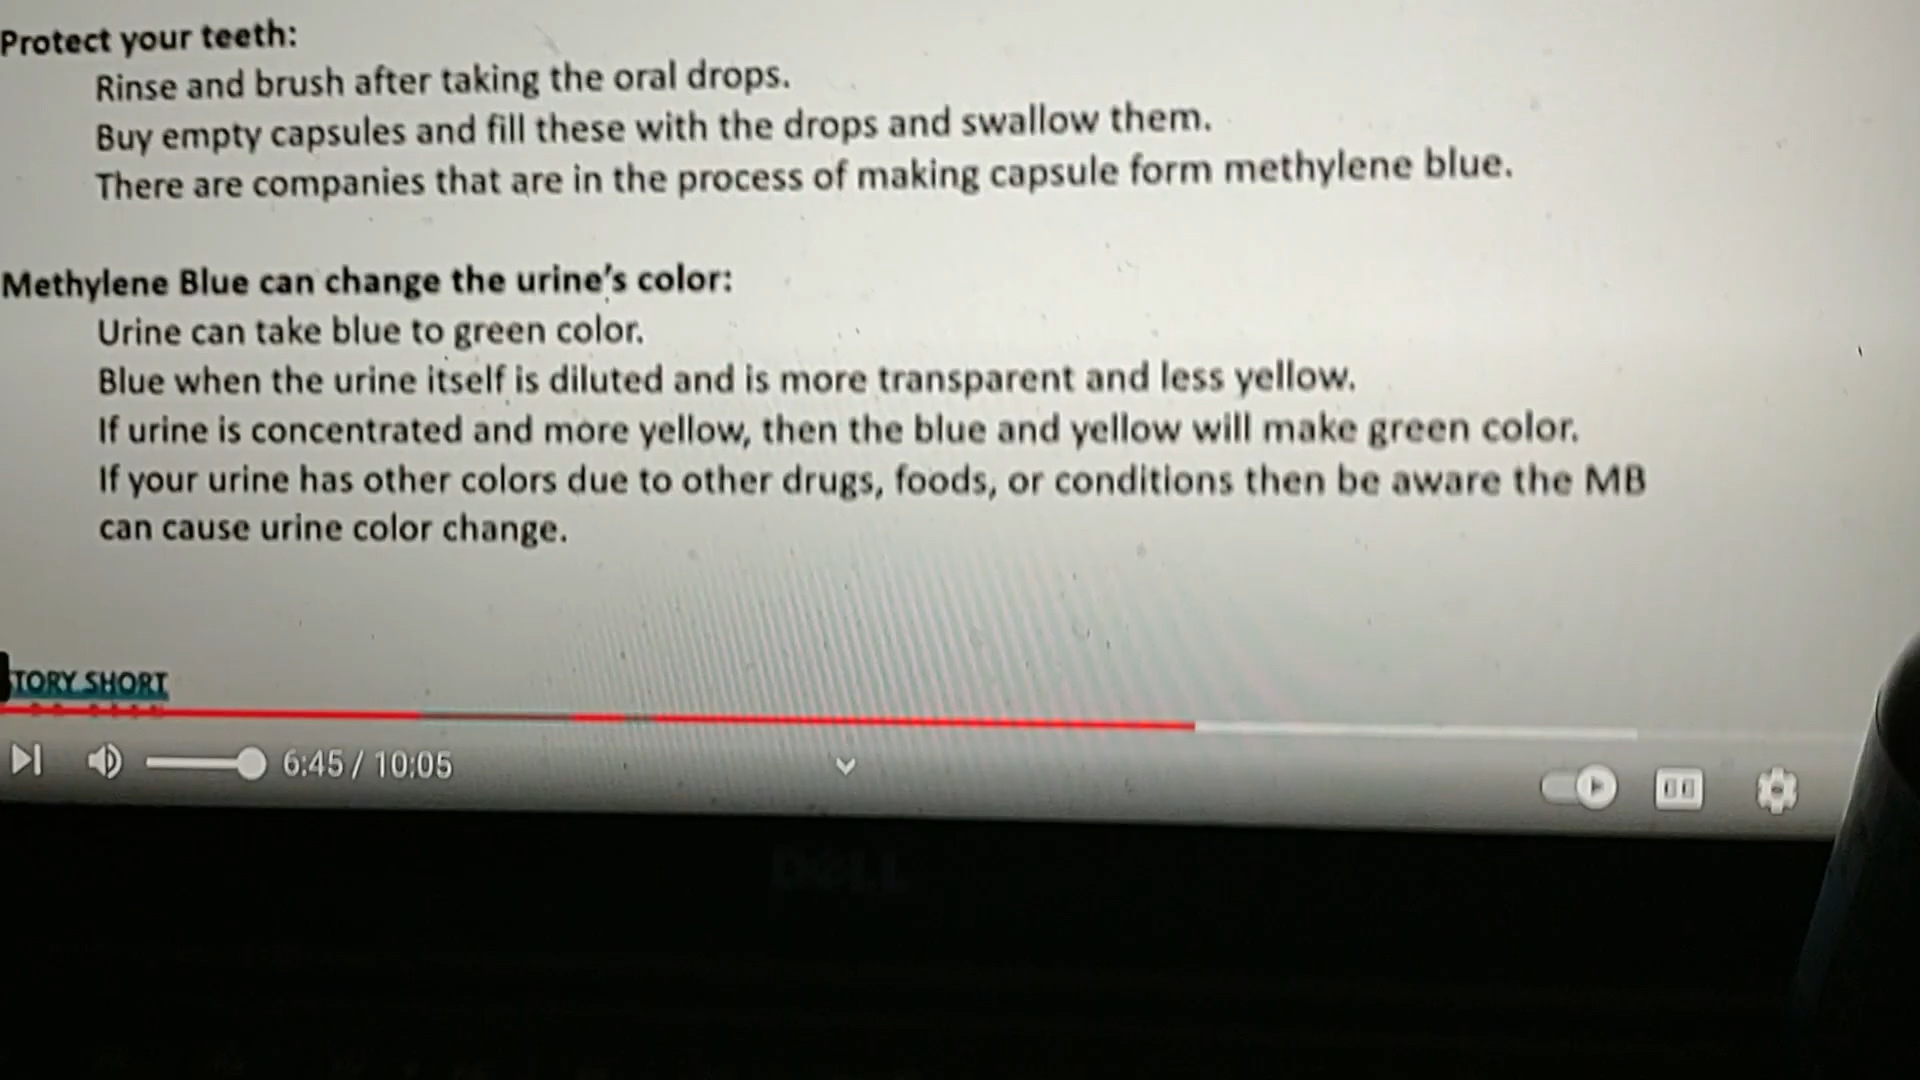 Protect your teeth:
Rinse and brush after taking the oral drops.
Buy empty capsules and fill these with the drops and swallow them.
There are companies that are in the process of making capsule form methylene blue.
Methylene Blue can change the urine's color:
Urine can take blue to green color.
Blue when the urine itself is diluted and is more transparent and less yellow.
If urine is concentrated and more yellow, then the blue and yellow will make green color.
If your urine has other colors due to other drugs, foods, or conditions then be aware the MB
can cause urine color change.
TORY SHORT
6:45 / 10:05
DELL